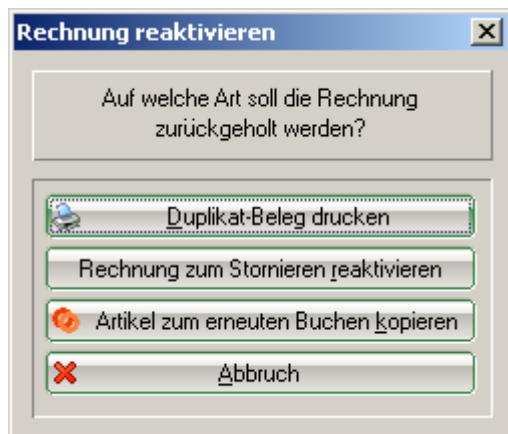 Rechnung reaktivieren
Auf welche Art soll die Rechnung
zurückgeholt werden?
Duplikat-Beleg drucken
Rechnung zum Stornieren reaktivieren
Artikel zum erneuten Buchen kopieren
Abbruch